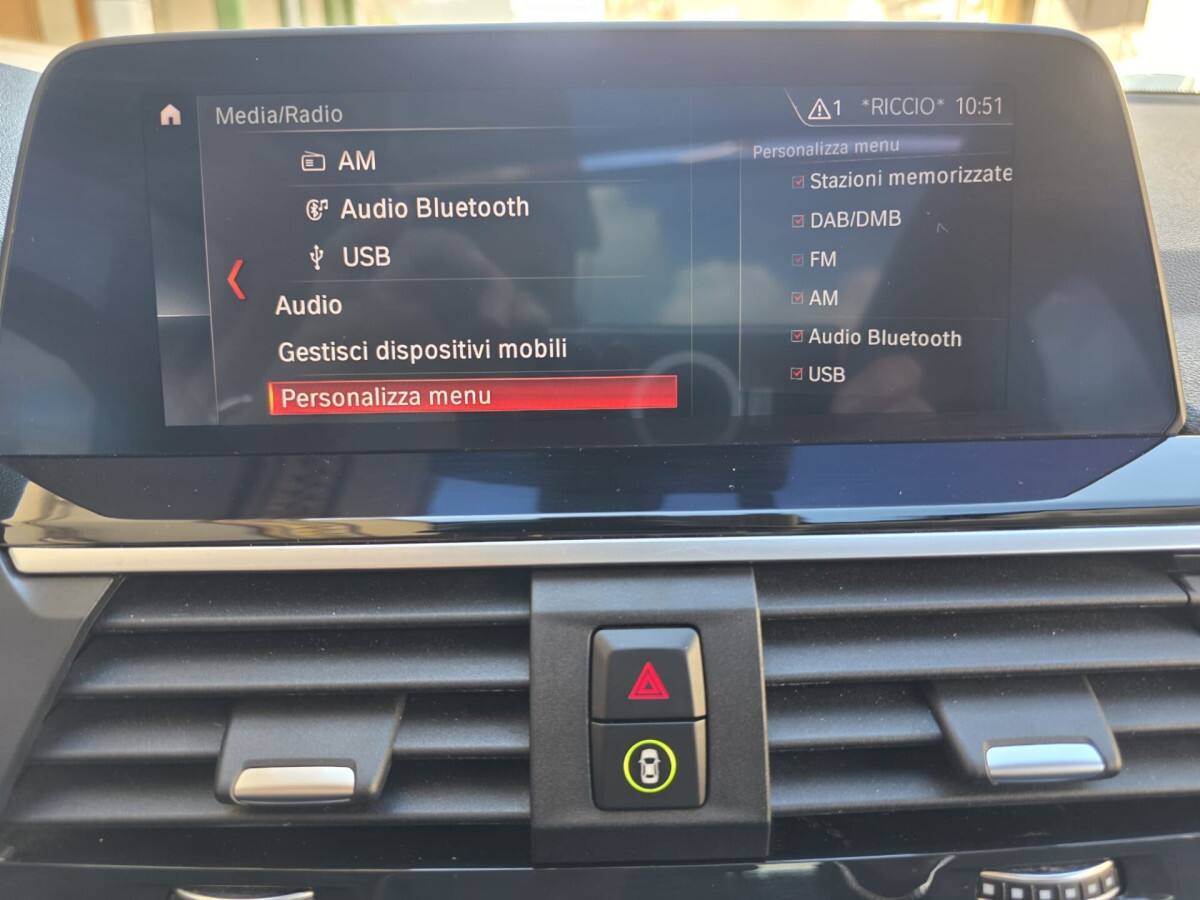 Media/Radio
1 *RICCIO* 10:51
AM
Audio Bluetooth
USB
Audio
Gestisci dispositivi mobili
Personalizza menu
Personalizza menu
Stazioni memorizzate
DAB/DMB
FM
AM
Audio Bluetooth
USB